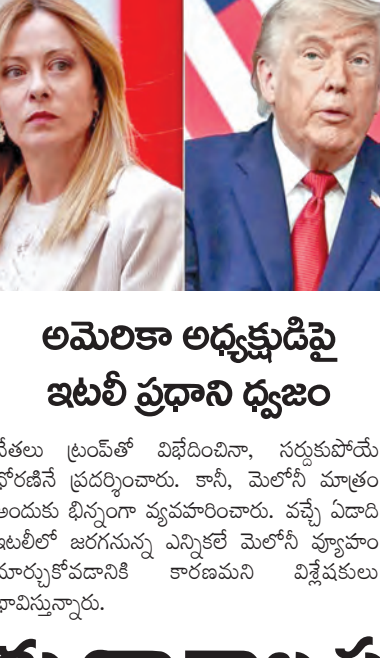 అమెరికా అధ్యక్షుడిపై
ఇటలీ ప్రధాని ధ్వజం
నేతలు ట్రంప్‌తో విభేదించినా, సర్దుకుపోయే
ధోరణినే ప్రదర్శించారు. కానీ, మెలోనీ మాత్రం
అందుకు భిన్నంగా వ్యవహరించారు. వచ్చే ఏడాది
ఇటలీలో జరగనున్న ఎన్నికలే మెలోనీ వ్యూహం
మార్చుకోవడానికి కారణమని విశ్లేషకులు
భావిస్తున్నారు.